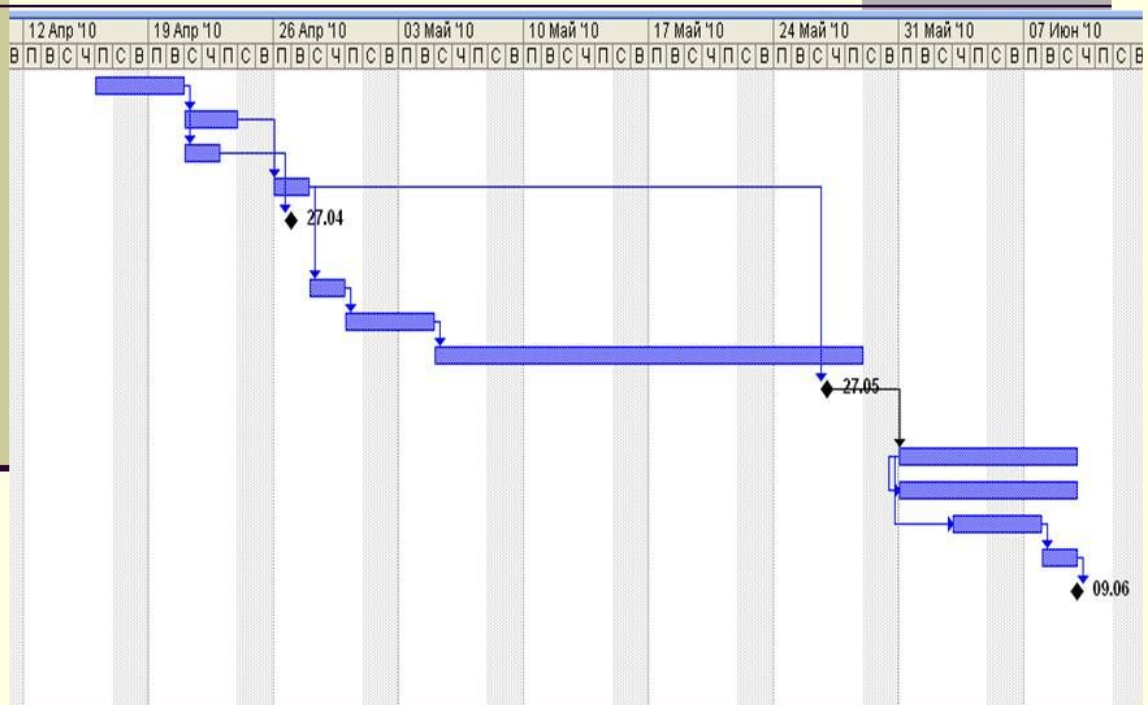 12 Апр '10 19 Апр '10 26 Апр '10 03 Май '10 10 Май '10 17 Май '10 24 Май '10 31 Май '10 07 Июн '10
В П В С Ч П С В П В С Ч П С В П В С Ч П С В П В С Ч П С В П В С Ч П С В П В С Ч П С В П В С Ч П С В П В С Ч П С В П В С Ч П С В
27.04
27.05
09.06